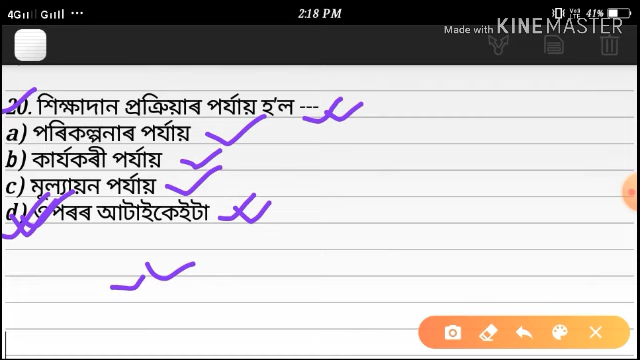 4G 2:18 PM 41%
Made with KINEMASTER
20. শিক্ষাদান প্ৰক্ৰিয়াৰ পৰ্যায় হ'ল ---
a) পৰিকল্পনাৰ পৰ্যায়
b) কাৰ্যকৰী পৰ্যায়
c) মূল্যায়ন পৰ্যায়
d) ওপৰৰ আটাইকেইটা